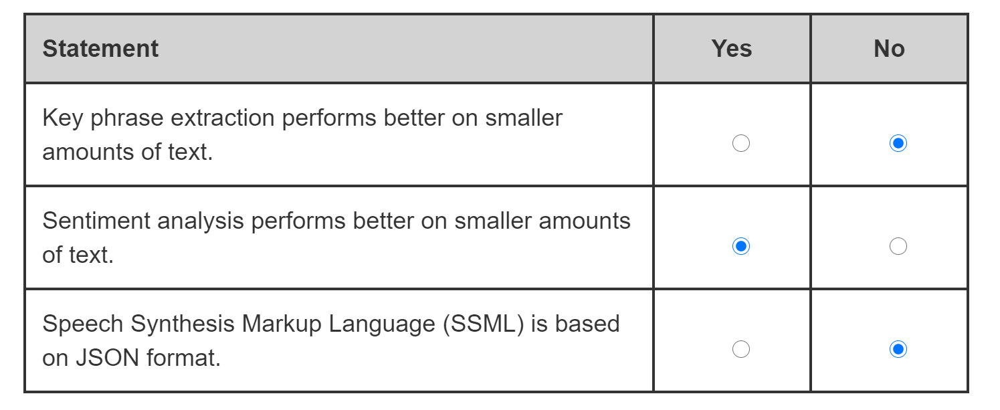 Statement Yes No
Key phrase extraction performs better on smaller
amounts of text.
Sentiment analysis performs better on smaller amounts
of text.
Speech Synthesis Markup Language (SSML) is based
on JSON format.